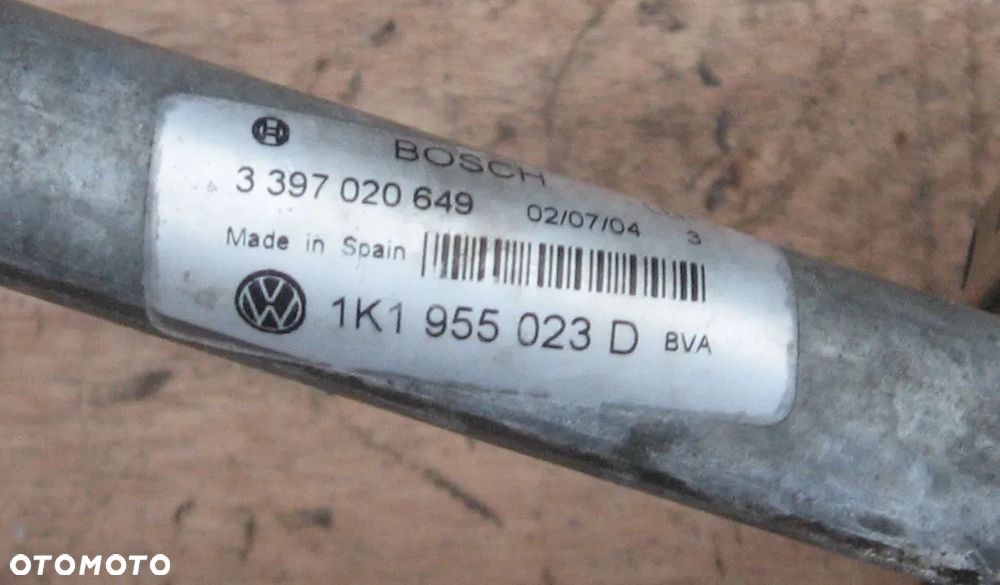 BOSCH
3 397 020 649 02/07/04 3
Made in Spain
1K1 955 023 D BVA
OTOMOTO